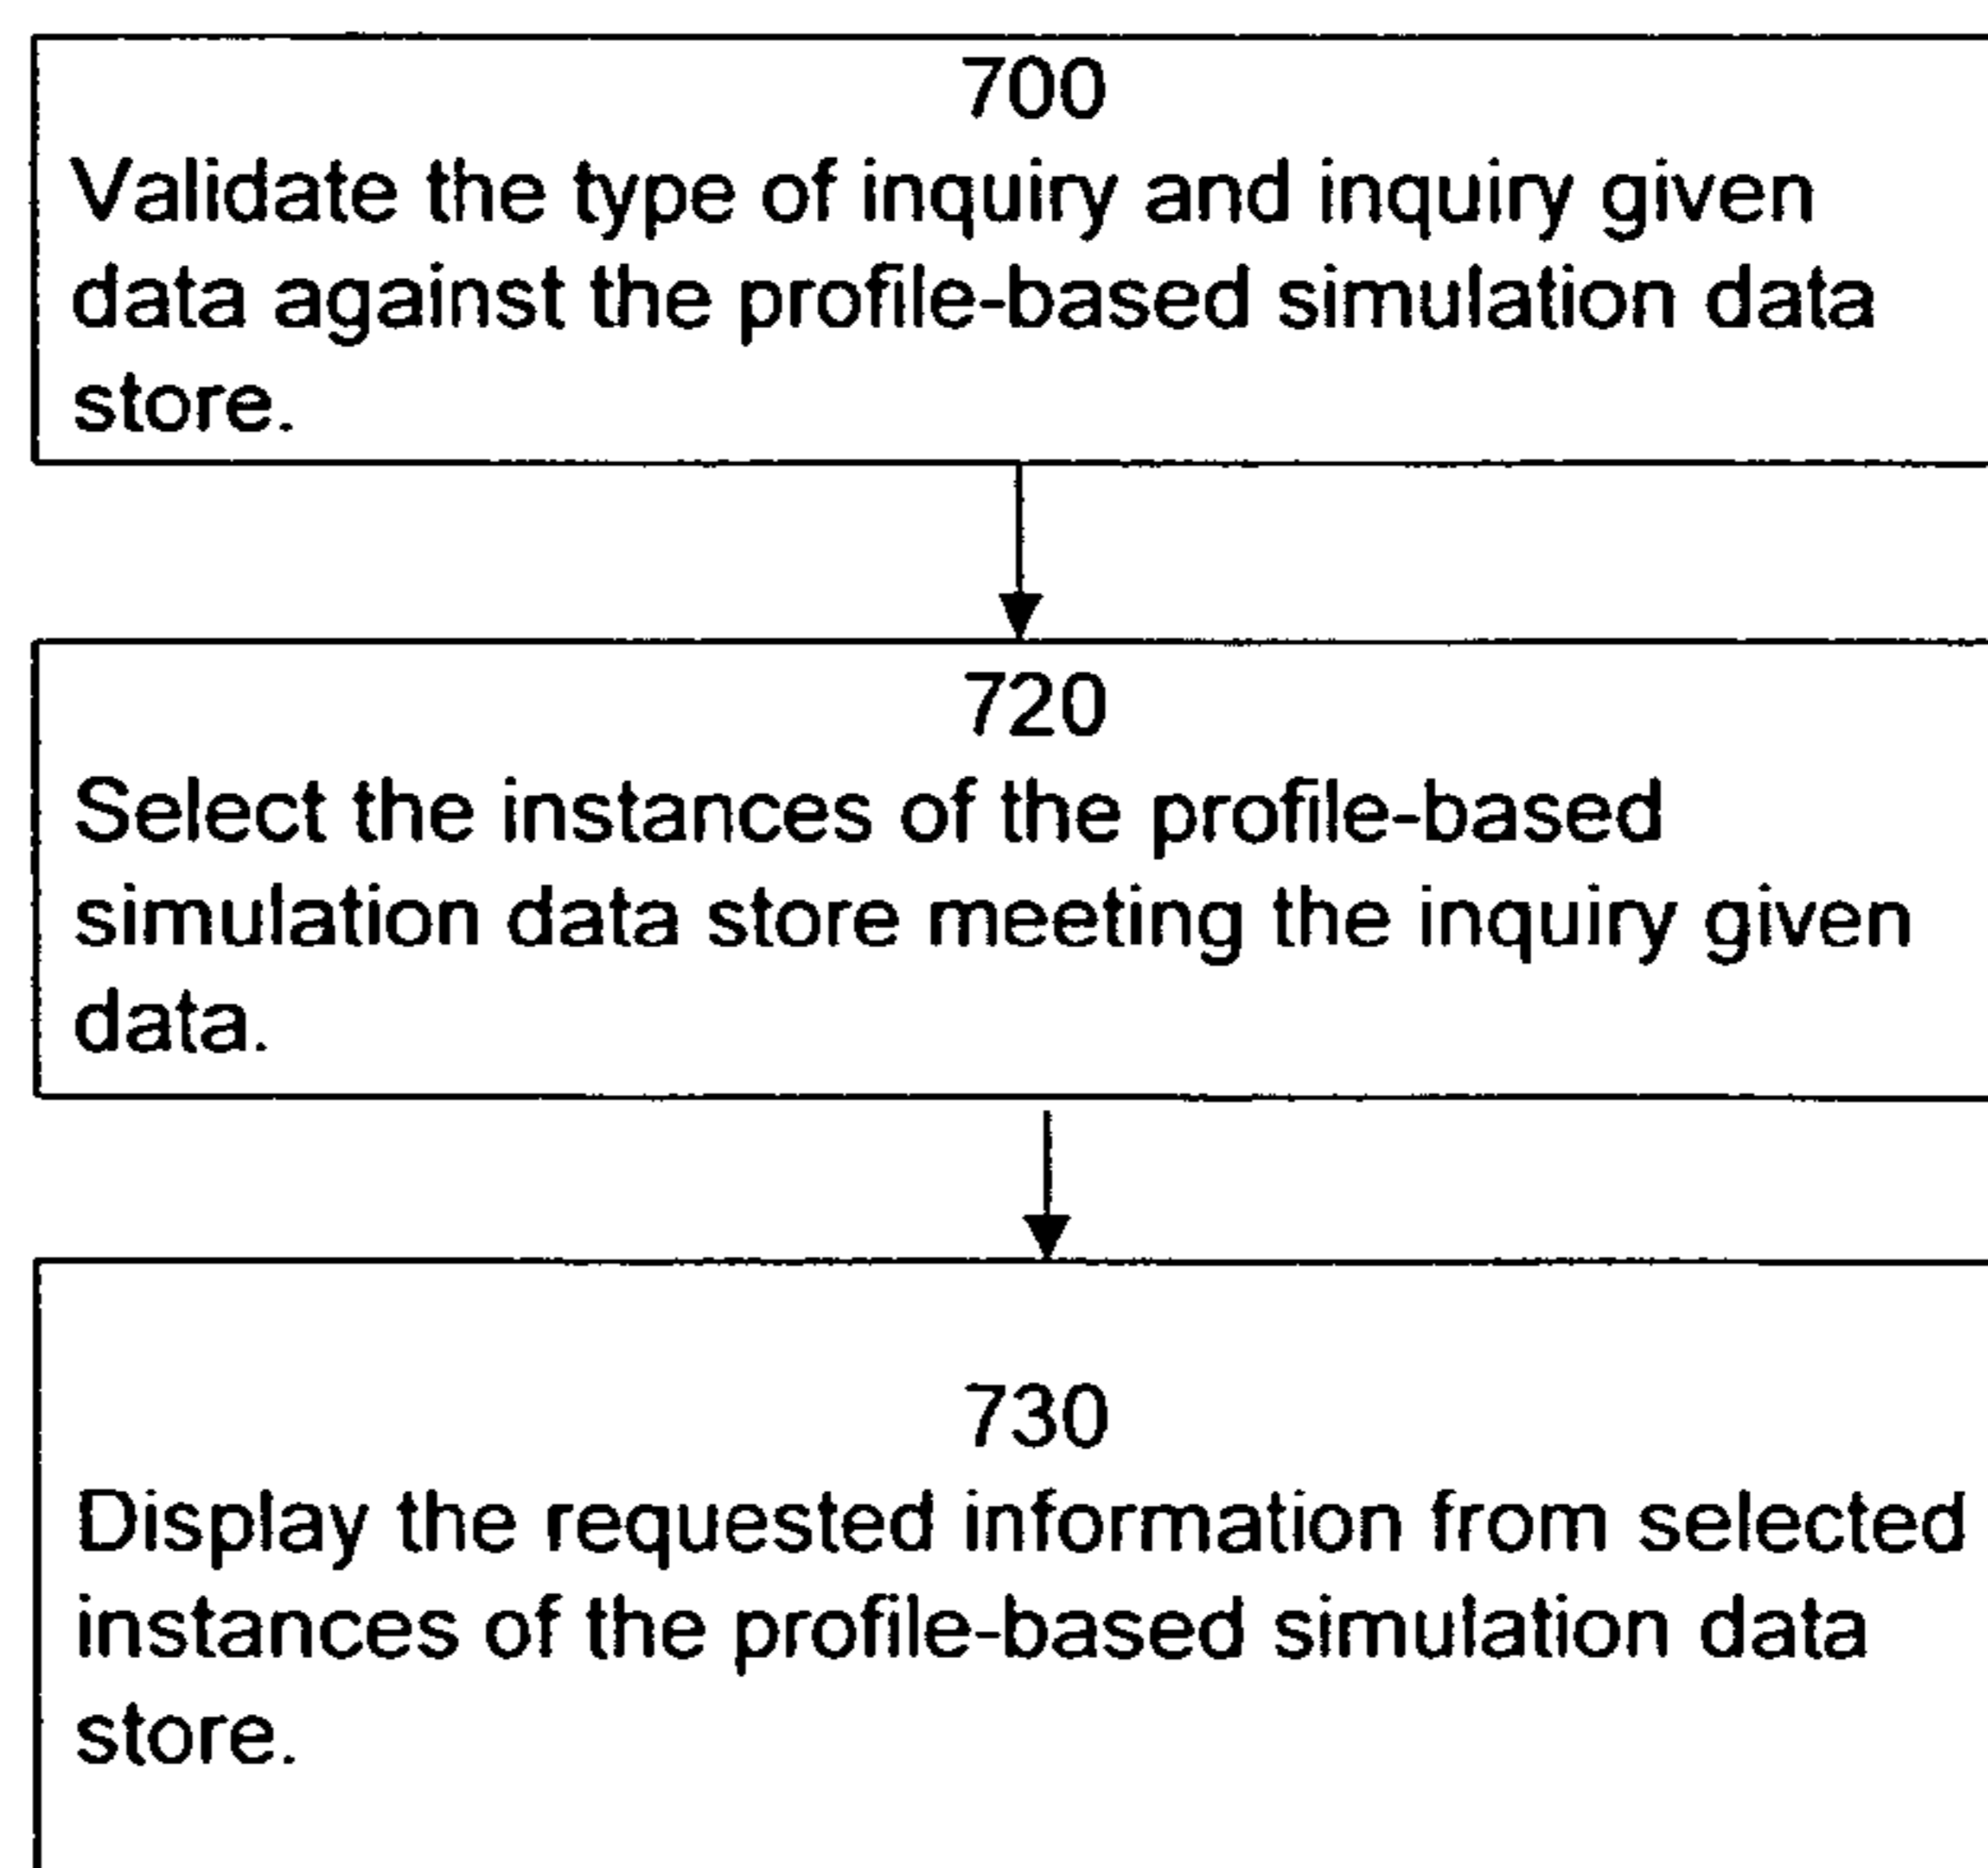 700
Validate the type of inquiry and inquiry given
data against the profile-based simulation data
store.
720
Select the instances of the profile-based
simulation data store meeting the inquiry given
data.
730
Display the requested information from selected
instances of the profile-based simulation data
store.